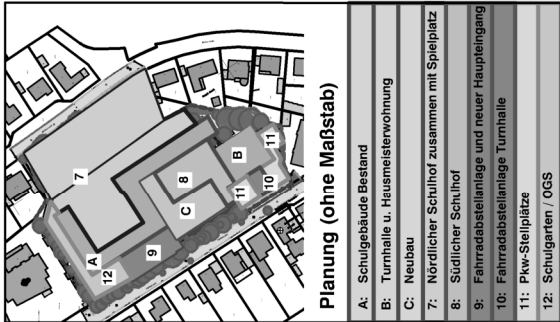 7
8
B
C
11
11
10
A
9
12
Planung (ohne Maßstab)
A: Schulgebäude Bestand
B: Turnhalle u. Hausmeisterwohnung
C: Neubau
7: Nördlicher Schulhof zusammen mit Spielplatz
8: Südlicher Schulhof
9: Fahrradabstellanlage und neuer Haupteingang
10: Fahrradabstellanlage Turnhalle
11: Pkw-Stellplätze
12: Schulgarten / OGS